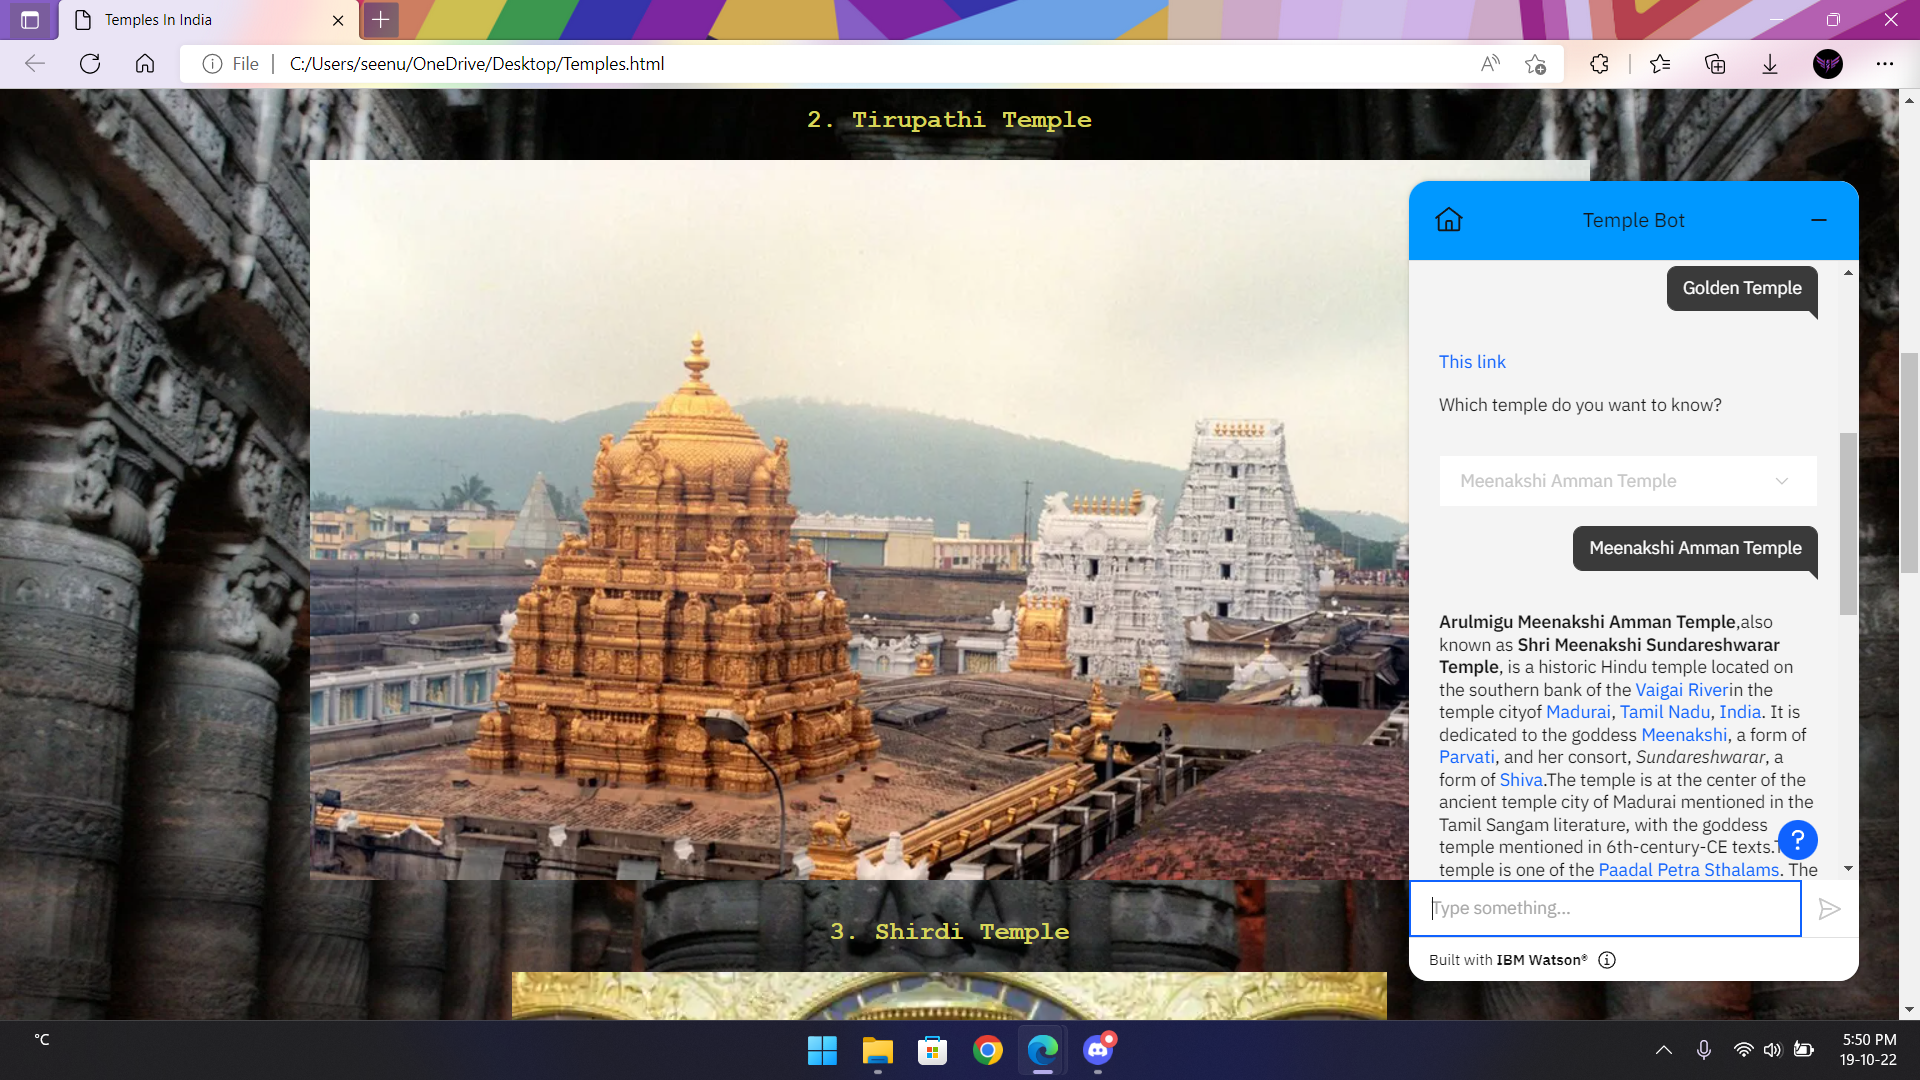 Temples In India
File
C:/Users/seenu/OneDrive/Desktop/Temples.html
2. Tirupathi Temple
Temple Bot
Golden Temple
This link
Which temple do you want to know?
Meenakshi Amman Temple
Meenakshi Amman Temple
Arulmigu Meenakshi Amman Temple,also
known as Shri Meenakshi Sundareshwarar
Temple, is a historic Hindu temple located on
the southern bank of the Vaigai Riverin the
temple cityof Madurai, Tamil Nadu, India. It is
dedicated to the goddess Meenakshi, a form of
Parvati, and her consort, Sundareshwarar, a
form of Shiva.The temple is at the center of the
ancient temple city of Madurai mentioned in the
Tamil Sangam literature, with the goddess
temple mentioned in 6th-century-CE texts.
temple is one of the Paadal Petra Sthalams. The
?
Type something...
Built with IBM Watson®
3. Shirdi Temple
°C
5:50 PM
19-10-22